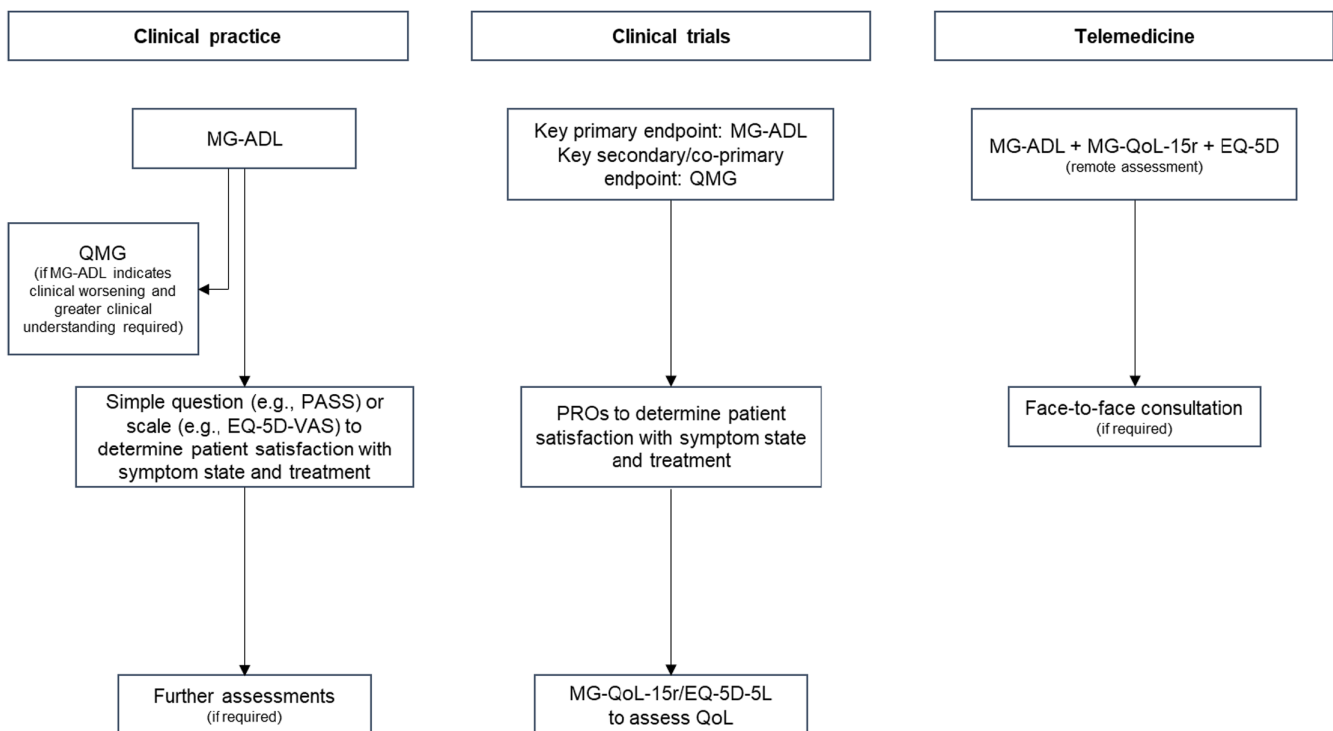 Clinical practice
MG-ADL
QMG
(if MG-ADL indicates
clinical worsening and
greater clinical
understanding required)
Simple question (e.g., PASS) or
scale (e.g., EQ-5D-VAS) to
determine patient satisfaction with
symptom state and treatment
Further assessments
(if required)
Clinical trials
Key primary endpoint: MG-ADL
Key secondary/co-primary
endpoint: QMG
PROs to determine patient
satisfaction with symptom state
and treatment
MG-QoL-15r/EQ-5D-5L
to assess QoL
Telemedicine
MG-ADL + MG-QoL-15r + EQ-5D
(remote assessment)
Face-to-face consultation
(if required)